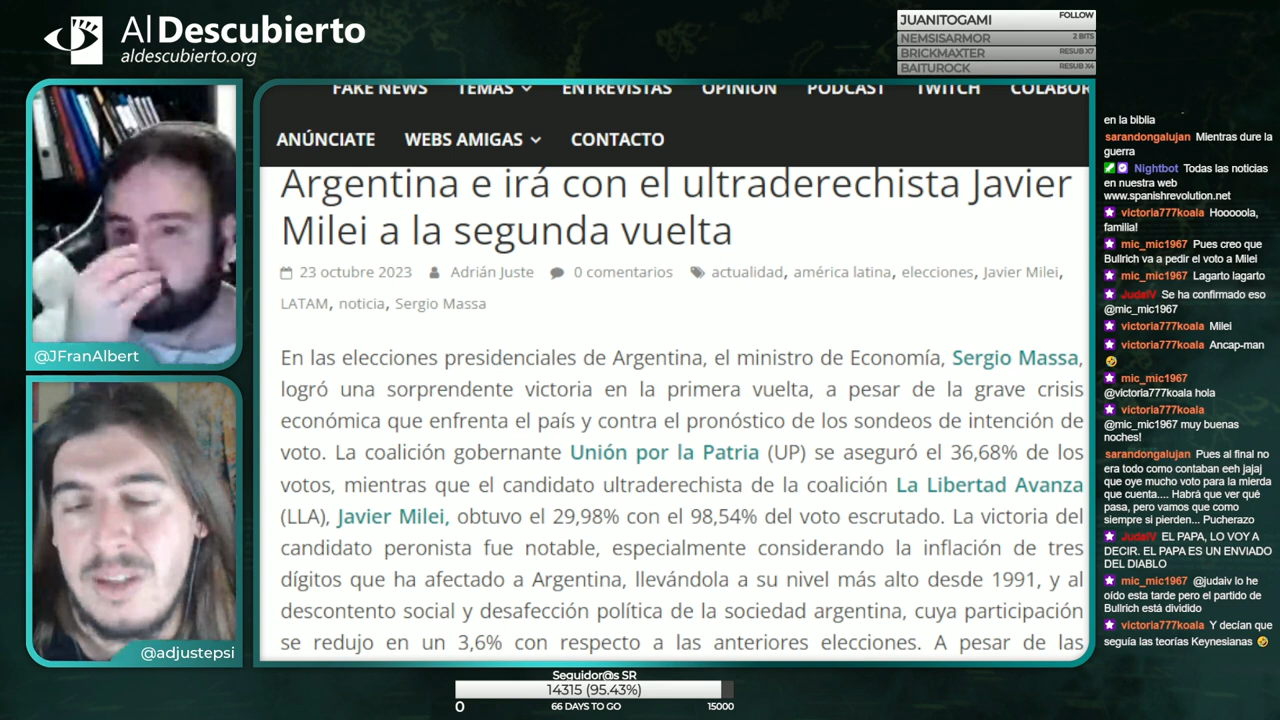 Al Descubierto
aldescubierto.org
JUANITOGAMI FOLLOW
NEMSISARMOR 2 BITS
BRICKMAXTER RESUB X7
BAITUROCK RESUB X4
FAKE NEWS TEMAS ENTREVISTAS OPINIÓN PODCAST TWITCH COLABOR
ANÚNCIATE WEBS AMIGAS CONTACTO
Argentina e irá con el ultraderechista Javier
Milei a la segunda vuelta
23 octubre 2023 Adrián Juste 0 comentarios actualidad, américa latina, elecciones, Javier Milei,
LATAM, noticia, Sergio Massa
En las elecciones presidenciales de Argentina, el ministro de Economía, Sergio Massa,
logró una sorprendente victoria en la primera vuelta, a pesar de la grave crisis
económica que enfrenta el país y contra el pronóstico de los sondeos de intención de
voto. La coalición gobernante Unión por la Patria (UP) se aseguró el 36,68% de los
votos, mientras que el candidato ultraderechista de la coalición La Libertad Avanza
(LLA), Javier Milei, obtuvo el 29,98% con el 98,54% del voto escrutado. La victoria del
candidato peronista fue notable, especialmente considerando la inflación de tres
dígitos que ha afectado a Argentina, llevándola a su nivel más alto desde 1991, y al
descontento social y desafección política de la sociedad argentina, cuya participación
se redujo en un 3,6% con respecto a las anteriores elecciones. A pesar de las
@JFranAlbert
@adjustepsi
en la biblia
sarandongalujan Mientras dure la
guerra
Nightbot Todas las noticias
en nuestra web
www.spanishrevolution.net
victoria777koala Hooooola,
familia!
mic_mic1967 Pues creo que
Bullrich va a pedir el voto a Milei
mic_mic1967 Lagarto lagarto
JudaIV Se ha confirmado eso
@mic_mic1967
victoria777koala Milei
victoria777koala Ancap-man
🤣
mic_mic1967
@victoria777koala hola
victoria777koala
@mic_mic1967 muy buenas
noches!
sarandongalujan Pues al final no
era todo como contaban eeh jajaj
que oye mucho voto para la mierda
que cuenta.... Habrá que ver qué
pasa, pero vamos que como
siempre si pierden... Pucherazo
JudaIV EL PAPA, LO VOY A
DECIR. EL PAPA ES UN ENVIADO
DEL DIABLO
mic_mic1967 @judaiv lo he
oído esta tarde pero el partido de
Bullrich está dividido
victoria777koala Y decían que
seguía las teorías Keynesianas 🤣
Seguidor@s SR
14315 (95.43%)
0 66 DAYS TO GO 15000